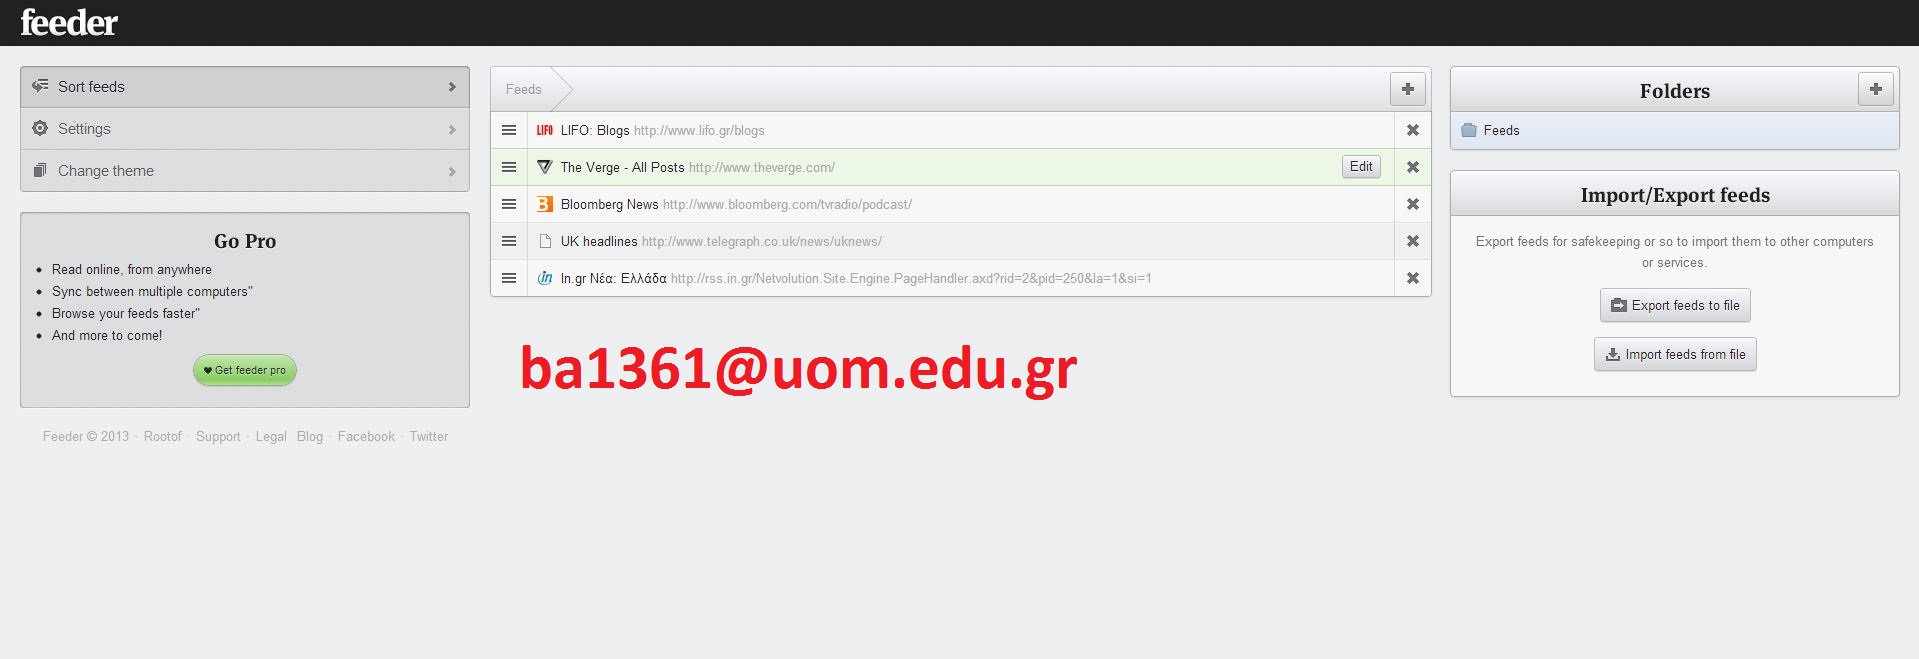 feeder
Sort feeds
Settings
Change theme
Go Pro
Read online, from anywhere
Sync between multiple computers"
Browse your feeds faster"
And more to come!
Get feeder pro
Feeder © 2013 · Rootof · Support · Legal Blog · Facebook · Twitter
Feeds
LIFO LIFO: Blogs http://www.lifo.gr/blogs
The Verge - All Posts http://www.theverge.com/ Edit
B Bloomberg News http://www.bloomberg.com/tvradio/podcast/
UK headlines http://www.telegraph.co.uk/news/uknews/
in In.gr Νέα: Ελλάδα http://rss.in.gr/Netvolution.Site.Engine.PageHandler.axd?rid=2&pid=250&la=1&si=1
ba1361@uom.edu.gr
Folders
Feeds
Import/Export feeds
Export feeds for safekeeping or so to import them to other computers
or services.
Export feeds to file
Import feeds from file